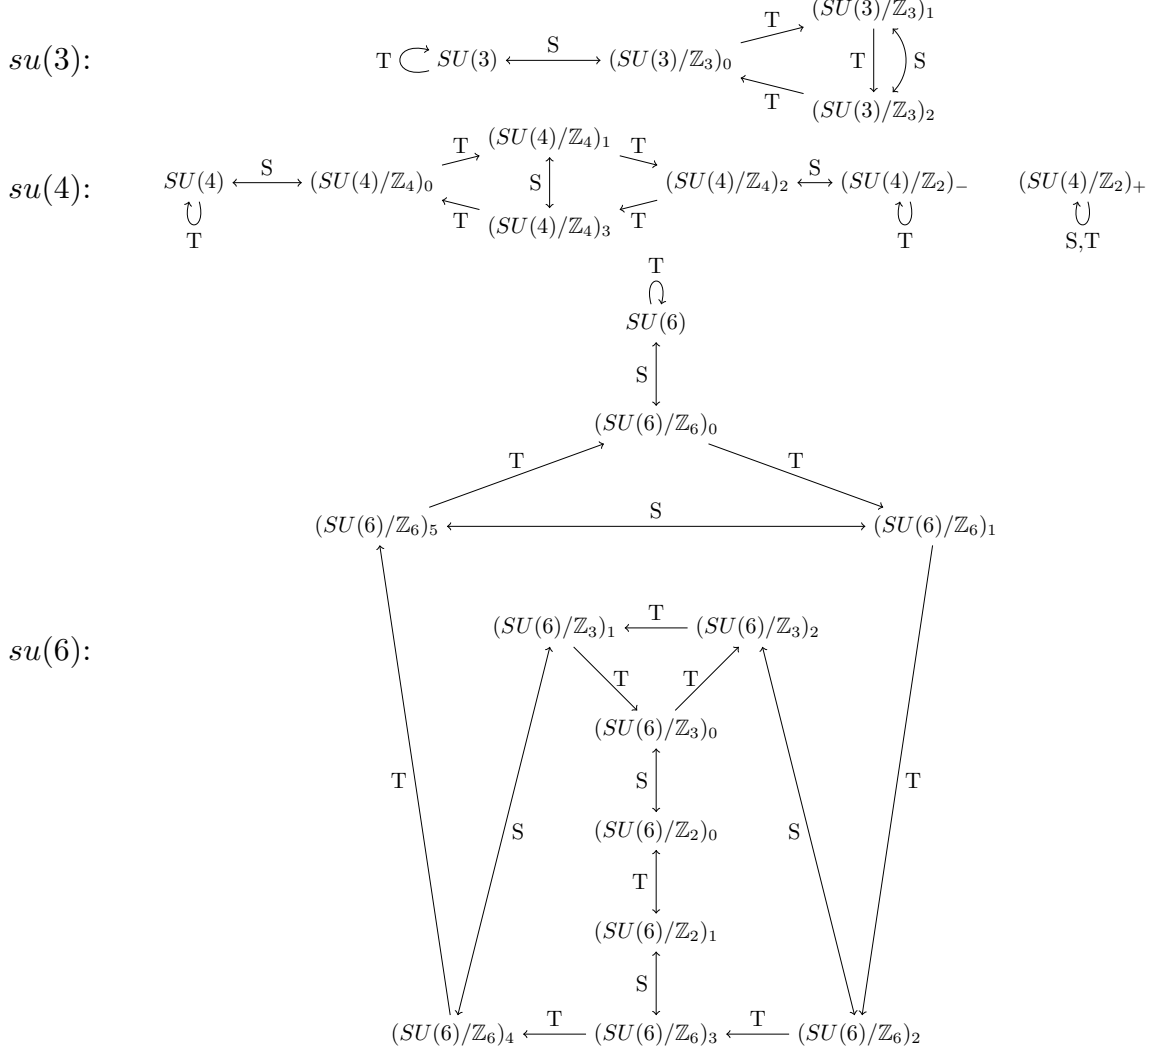 (SU(3)/ℤ₃)₁
T
su(3): T SU(3) S (SU(3)/ℤ₃)₀ T S
T
(SU(3)/ℤ₃)₂
T (SU(4)/ℤ₄)₁ T
su(4): SU(4) S (SU(4)/ℤ₄)₀ S (SU(4)/ℤ₄)₂ S (SU(4)/ℤ₂)₋ (SU(4)/ℤ₂)₊
T (SU(4)/ℤ₄)₃ T
T T S,T
T
SU(6)
S
(SU(6)/ℤ₆)₀
T T
(SU(6)/ℤ₆)₅ S (SU(6)/ℤ₆)₁
su(6): (SU(6)/ℤ₃)₁ T (SU(6)/ℤ₃)₂
T T
(SU(6)/ℤ₃)₀
T S T
S (SU(6)/ℤ₂)₀ S
T
(SU(6)/ℤ₂)₁
S
(SU(6)/ℤ₆)₄ T (SU(6)/ℤ₆)₃ T (SU(6)/ℤ₆)₂